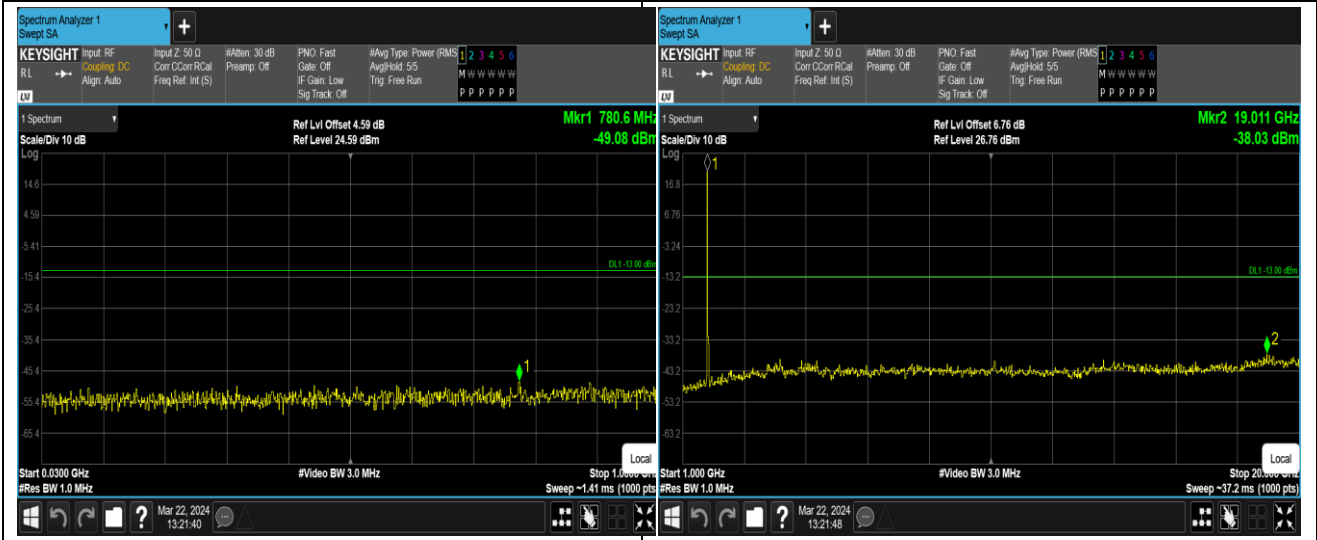 Spectrum Analyzer 1
Swept SA
+
KEYSIGHT
RL
LXI
Input: RF
Coupling: DC
Align: Auto
Input Z: 50 Ω
Corr CCorr RCal
Freq Ref: Int (S)
#Atten: 30 dB
Preamp: Off
PNO: Fast
Gate: Off
IF Gain: Low
Sig Track: Off
#Avg Type: Power (RMS
Avg|Hold: 5/5
Trig: Free Run
1 2 3 4 5 6
M W W W W W
P P P P P P
1 Spectrum
Scale/Div 10 dB
Log
Ref Lvl Offset 4.59 dB
Ref Level 24.59 dBm
Mkr1 780.6 MHz
-49.08 dBm
14.6
4.59
-5.41
-15.4
-25.4
-35.4
-45.4
-55.4
-65.4
DL1 -13.00 dBm
1
Start 0.0300 GHz
#Res BW 1.0 MHz
#Video BW 3.0 MHz
Local
Sweep ~1.41 ms (1000 pts
?
Mar 22, 2024
13:21:40
Spectrum Analyzer 1
Swept SA
+
KEYSIGHT
RL
LXI
Input: RF
Coupling: DC
Align: Auto
Input Z: 50 Ω
Corr CCorr RCal
Freq Ref: Int (S)
#Atten: 30 dB
Preamp: Off
PNO: Fast
Gate: Off
IF Gain: Low
Sig Track: Off
#Avg Type: Power (RMS
Avg|Hold: 5/5
Trig: Free Run
1 2 3 4 5 6
M W W W W W
P P P P P P
1 Spectrum
Scale/Div 10 dB
Log
Ref Lvl Offset 6.76 dB
Ref Level 26.76 dBm
Mkr2 19.011 GHz
-38.03 dBm
16.8
6.76
-3.24
-13.2
-23.2
-33.2
-43.2
-53.2
-63.2
DL1 -13.00 dBm
1
2
Start 1.000 GHz
#Res BW 1.0 MHz
#Video BW 3.0 MHz
Local
Sweep ~37.2 ms (1000 pts)
?
Mar 22, 2024
13:21:48